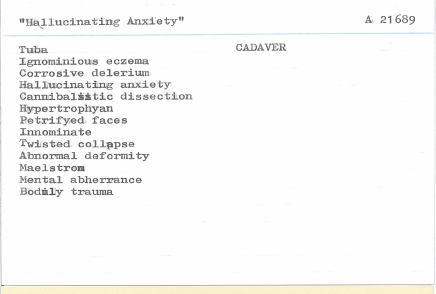 "Hallucinating Anxiety" A 21689
Tuba CADAVER
Ignominious eczema
Corrosive delerium
Hallucinating anxiety
Cannibalistic dissection
Hypertrophyan
Petrifyed faces
Innominate
Twisted collapse
Abnormal deformity
Maelstrom
Mental abherrance
Bodily trauma